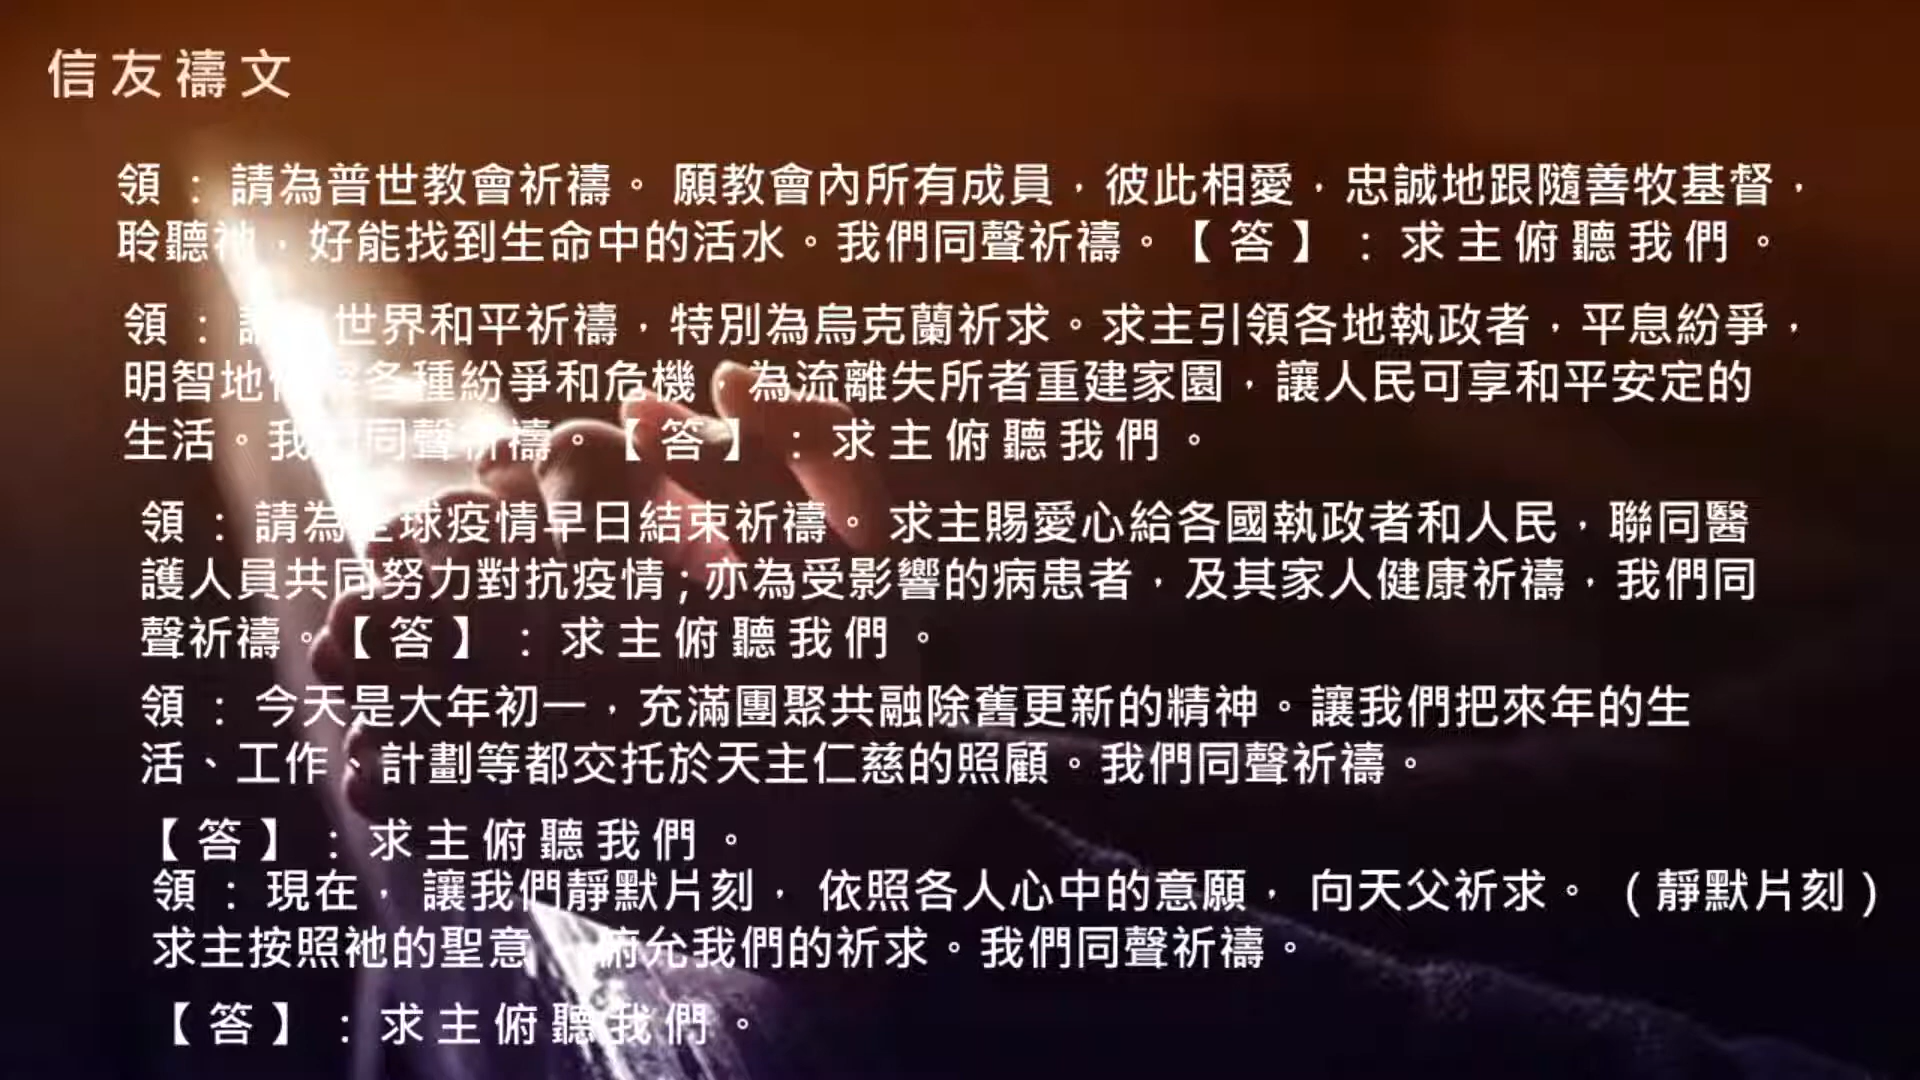 信友禱文
領 ： 請為普世教會祈禱。 願教會內所有成員，彼此相愛，忠誠地跟隨善牧基督，
聆聽祂，好能找到生命中的活水。我們同聲祈禱。【 答 】 ： 求 主 俯 聽 我 們 。
領 ： 請 世界和平祈禱，特別為烏克蘭祈求。求主引領各地執政者，平息紛爭，
明智地 各種紛爭和危機，為流離失所者重建家園，讓人民可享和平安定的
生活。我們同聲祈禱。【 答 】 ： 求 主 俯 聽 我 們 。
領 ： 請為全球疫情早日結束祈禱。 求主賜愛心給各國執政者和人民，聯同醫
護人員共同努力對抗疫情；亦為受影響的病患者，及其家人健康祈禱，我們同
聲祈禱。【 答 】 ： 求 主 俯 聽 我 們 。
領 ： 今天是大年初一，充滿團聚共融除舊更新的精神。讓我們把來年的生
活、工作、計劃等都交托於天主仁慈的照顧。我們同聲祈禱。
【 答 】 ： 求 主 俯 聽 我 們 。
領 ： 現在， 讓我們靜默片刻， 依照各人心中的意願， 向天父祈求。 （靜默片刻）
求主按照祂的聖意 俯允我們的祈求。我們同聲祈禱。
【 答 】 ： 求 主 俯 聽 我 們 。